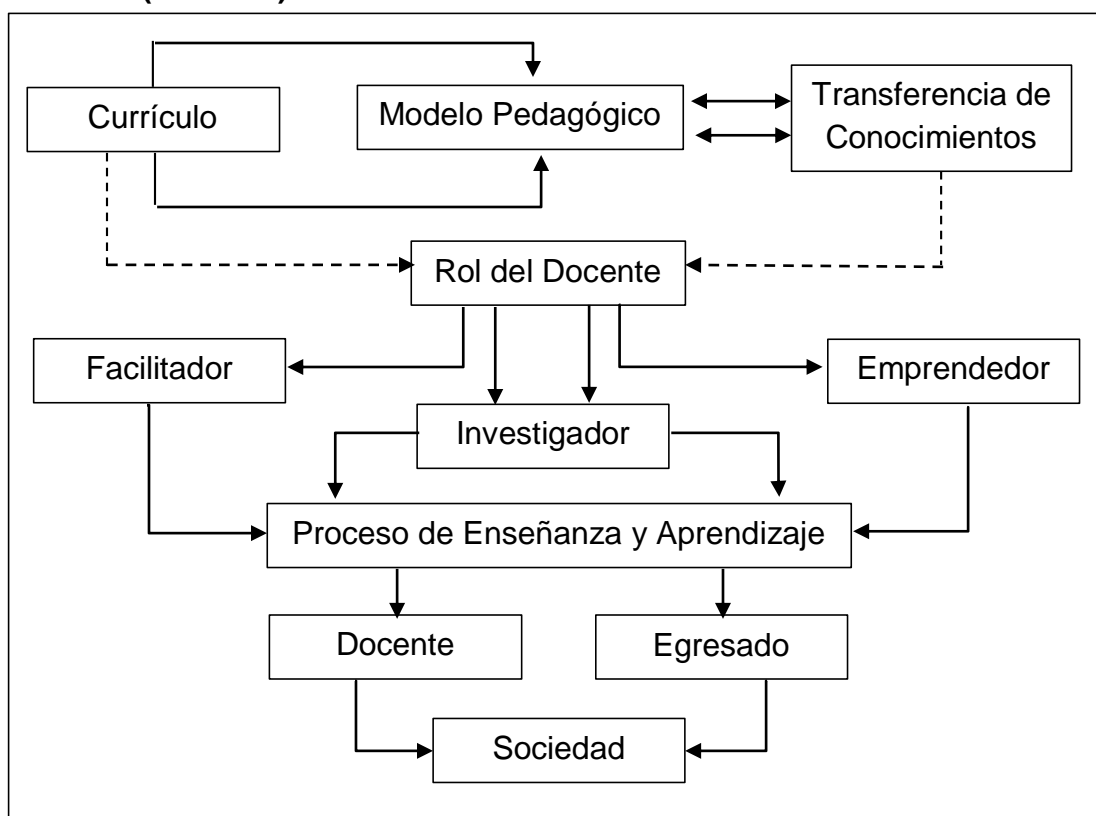 Currículo
Modelo Pedagógico
Transferencia de
Conocimientos
Rol del Docente
Facilitador
Emprendedor
Investigador
Proceso de Enseñanza y Aprendizaje
Docente
Egresado
Sociedad